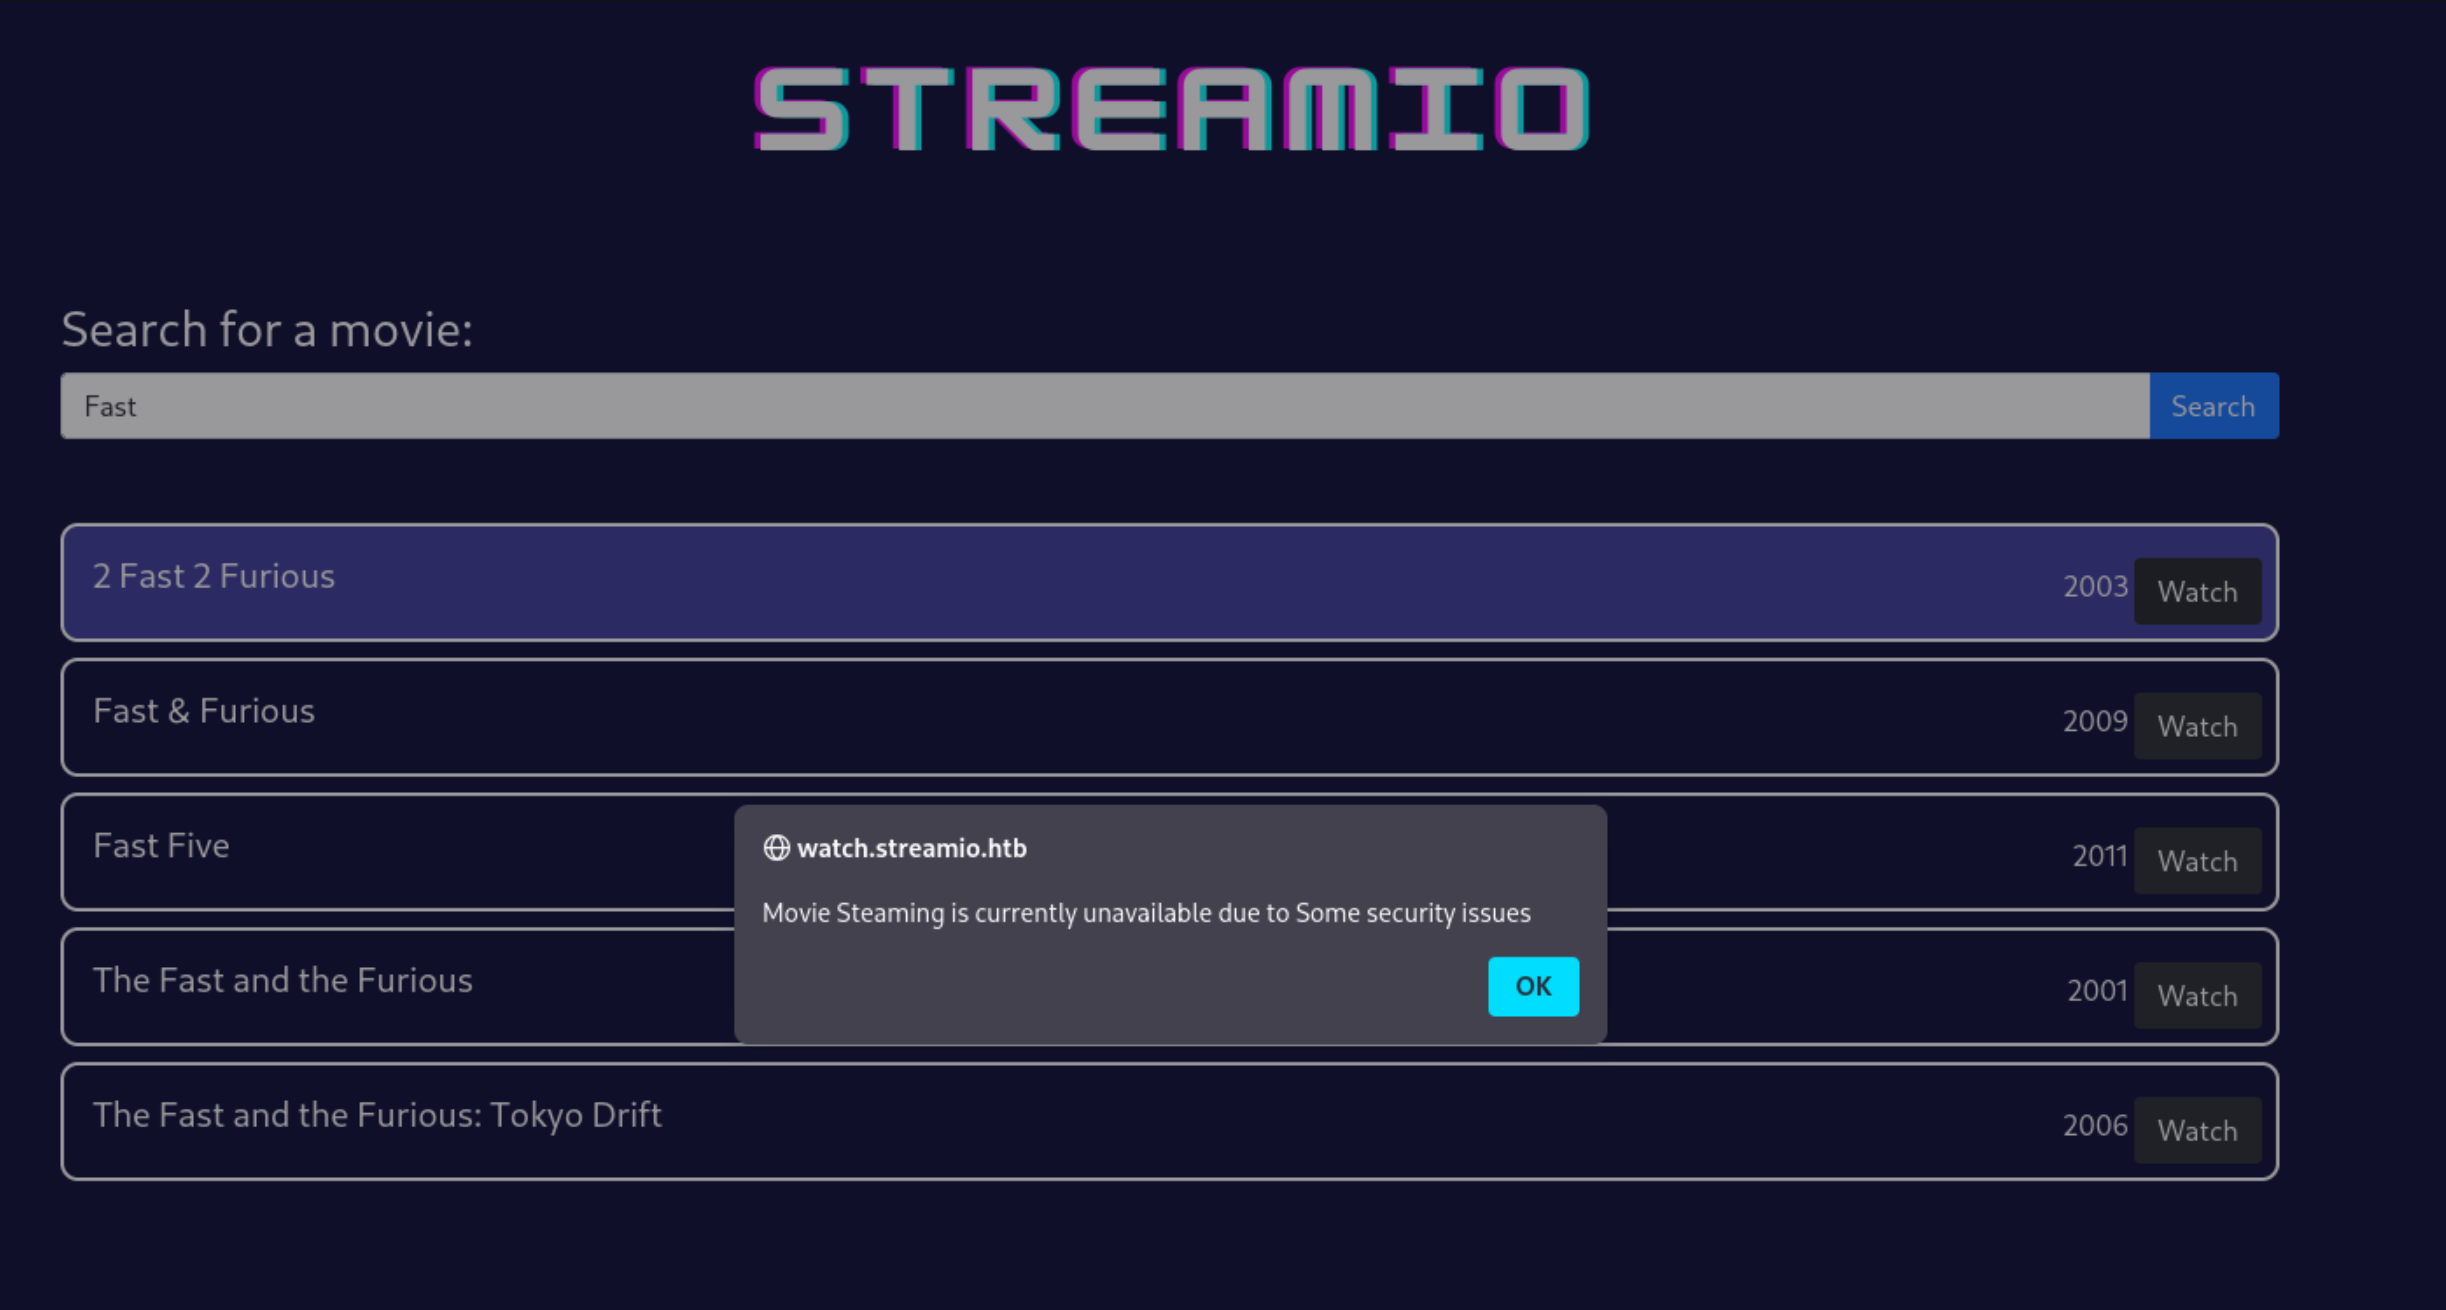 STREAMIO
Search for a movie:
Fast
Search
2 Fast 2 Furious
2003 Watch
Fast & Furious
2009 Watch
Fast Five
2011 Watch
watch.streamio.htb
Movie Steaming is currently unavailable due to Some security issues
OK
The Fast and the Furious
2001 Watch
The Fast and the Furious: Tokyo Drift
2006 Watch